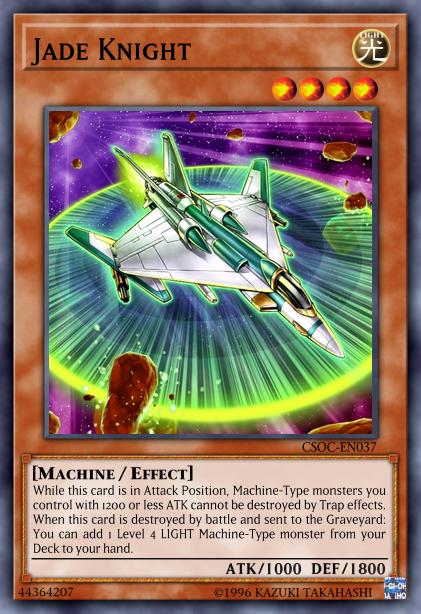 JADE KNIGHT
LIGHT
光
CSOC-EN037
[MACHINE / EFFECT]
While this card is in Attack Position, Machine-Type monsters you
control with 1200 or less ATK cannot be destroyed by Trap effects.
When this card is destroyed by battle and sent to the Graveyard:
You can add 1 Level 4 LIGHT Machine-Type monster from your
Deck to your hand.
ATK/1000 DEF/1800
44364207
©1996 KAZUKI TAKAHASHI